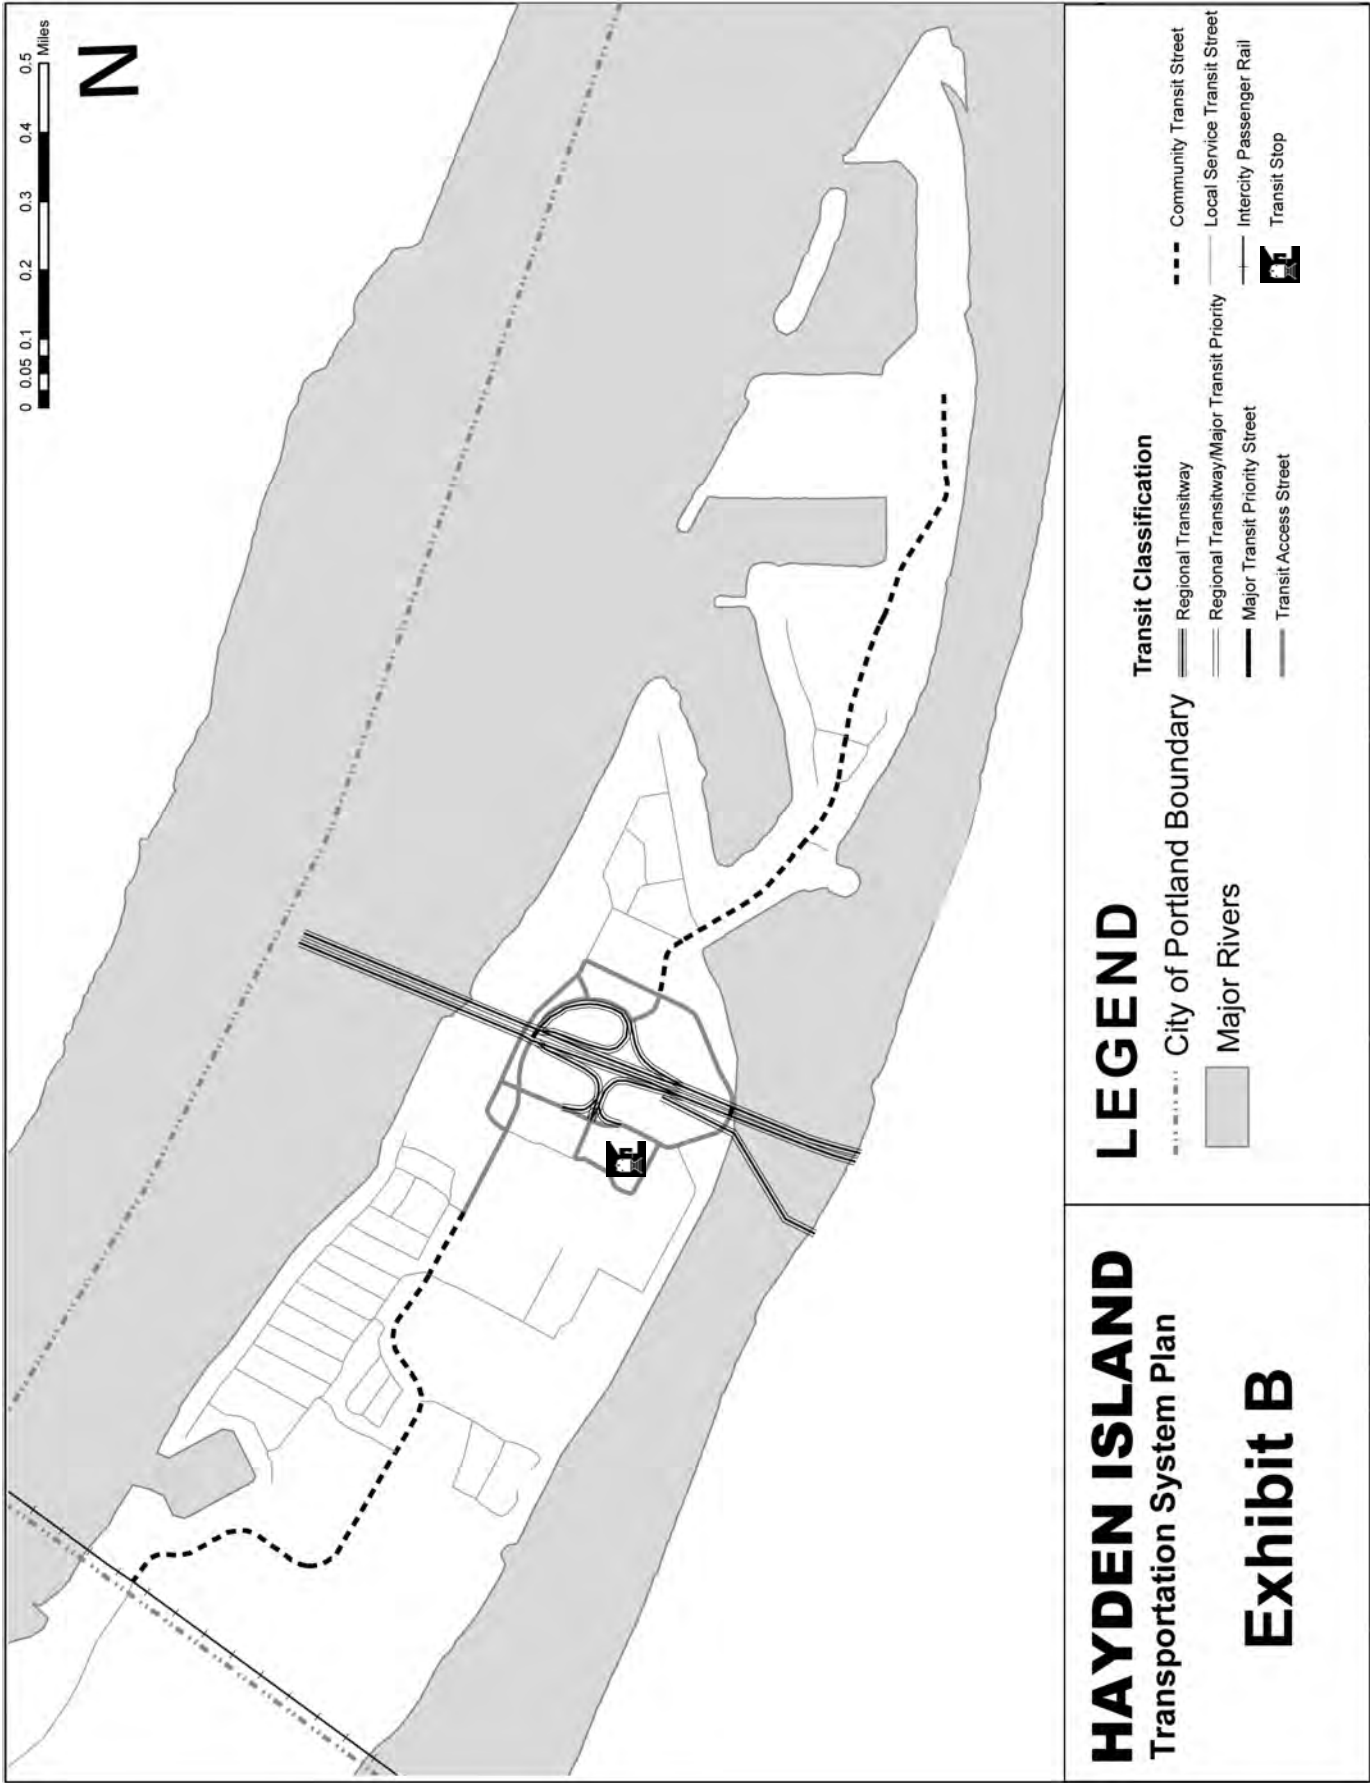 0 0.05 0.1 0.2 0.3 0.4 0.5
Miles
N
HAYDEN ISLAND
Transportation System Plan
Exhibit B
LEGEND
City of Portland Boundary
Major Rivers
Transit Classification
Regional Transitway
Regional Transitway/Major Transit Priority
Major Transit Priority Street
Transit Access Street
Community Transit Street
Local Service Transit Street
Intercity Passenger Rail
Transit Stop